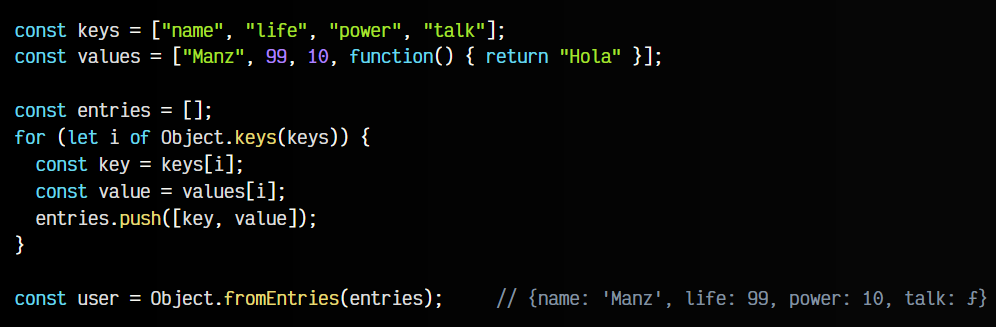 const keys = ["name", "life", "power", "talk"];
const values = ["Manz", 99, 10, function() { return "Hola" }];
const entries = [];
for (let i of Object.keys(keys)) {
const key = keys[i];
const value = values[i];
entries.push([key, value]);
}
const user = Object.fromEntries(entries); // {name: 'Manz', life: 99, power: 10, talk: ƒ}